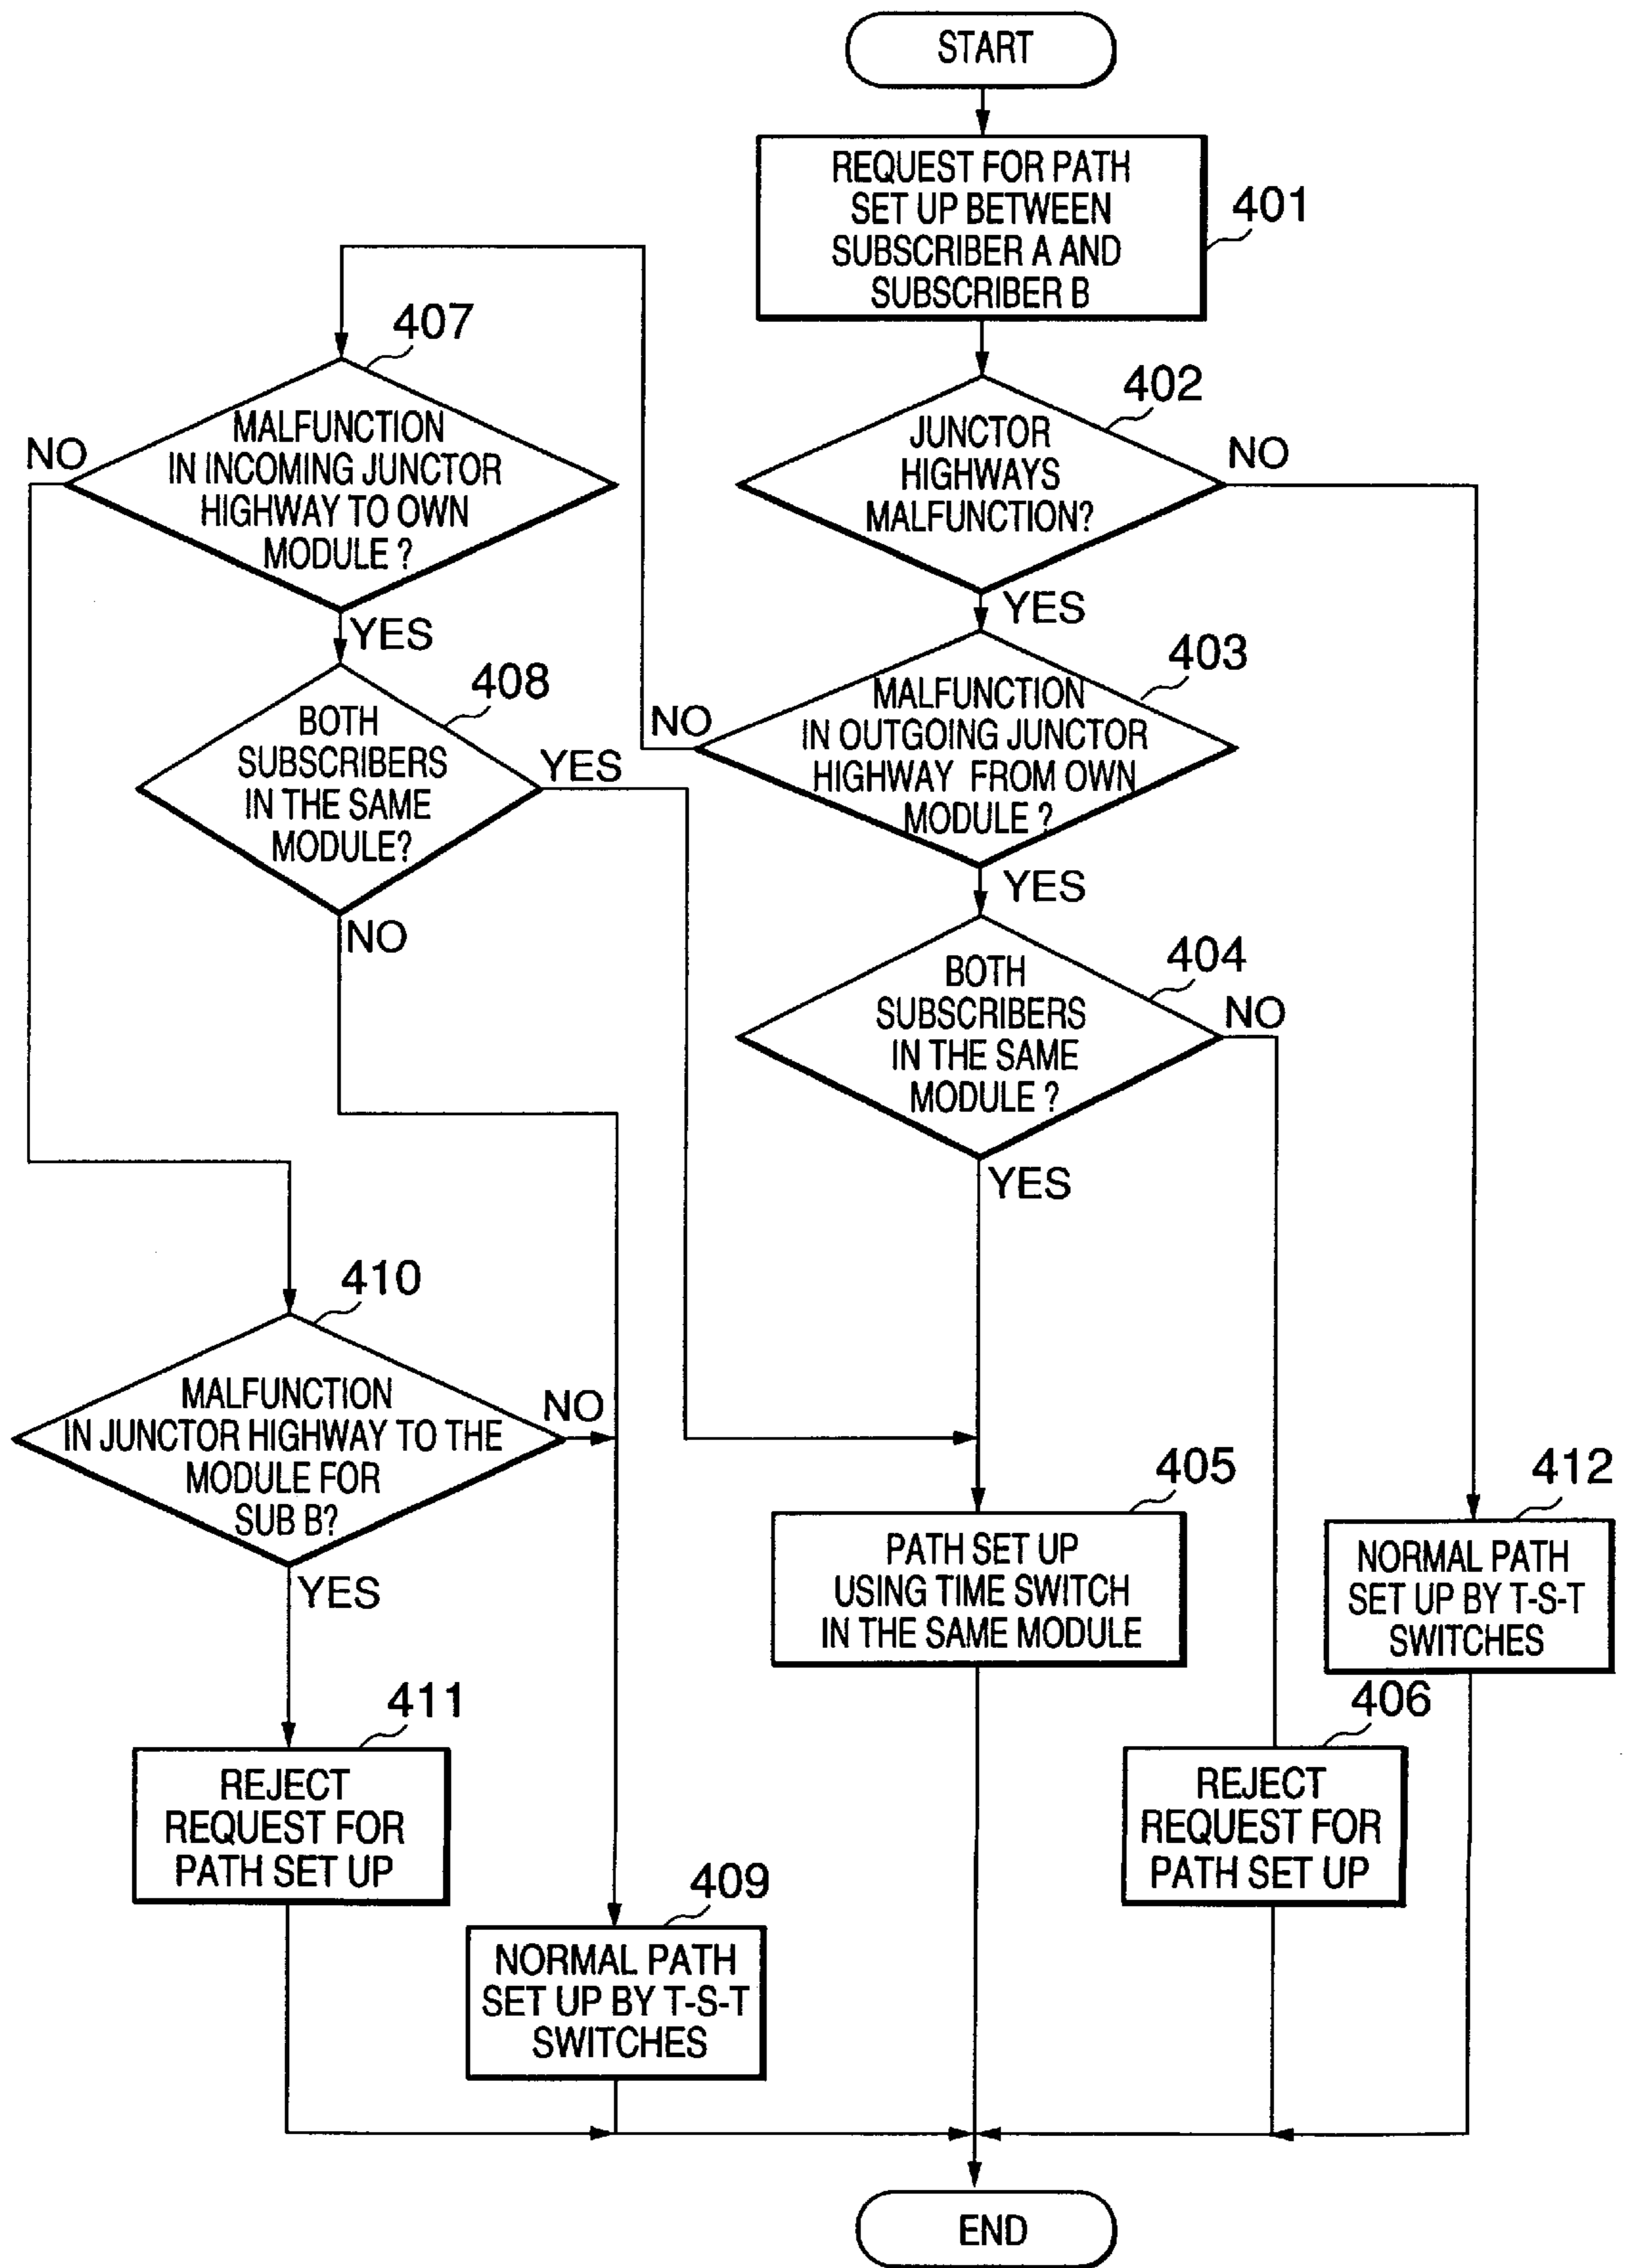 START
REQUEST FOR PATH
SET UP BETWEEN
SUBSCRIBER A AND
SUBSCRIBER B
401
402
JUNCTOR
HIGHWAYS
MALFUNCTION?
NO
YES
403
MALFUNCTION
IN OUTGOING JUNCTOR
HIGHWAY FROM OWN
MODULE ?
NO
YES
404
BOTH
SUBSCRIBERS
IN THE SAME
MODULE ?
NO
YES
407
MALFUNCTION
IN INCOMING JUNCTOR
HIGHWAY TO OWN
MODULE ?
NO
YES
408
BOTH
SUBSCRIBERS
IN THE SAME
MODULE?
YES
NO
410
MALFUNCTION
IN JUNCTOR HIGHWAY TO THE
MODULE FOR
SUB B?
NO
YES
405
PATH SET UP
USING TIME SWITCH
IN THE SAME MODULE
412
NORMAL PATH
SET UP BY T-S-T
SWITCHES
411
REJECT
REQUEST FOR
PATH SET UP
406
REJECT
REQUEST FOR
PATH SET UP
409
NORMAL PATH
SET UP BY T-S-T
SWITCHES
END